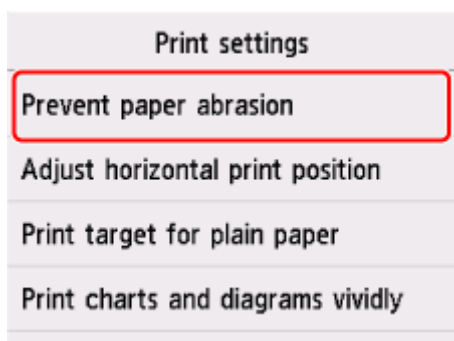 Print settings
Prevent paper abrasion
Adjust horizontal print position
Print target for plain paper
Print charts and diagrams vividly